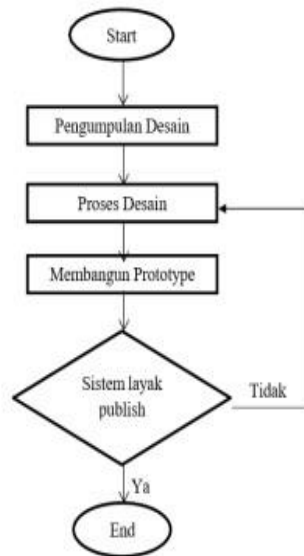 Start
Pengumpulan Desain
Proses Desain
Membangun Prototype
Sistem layak
publish
Tidak
Ya
End